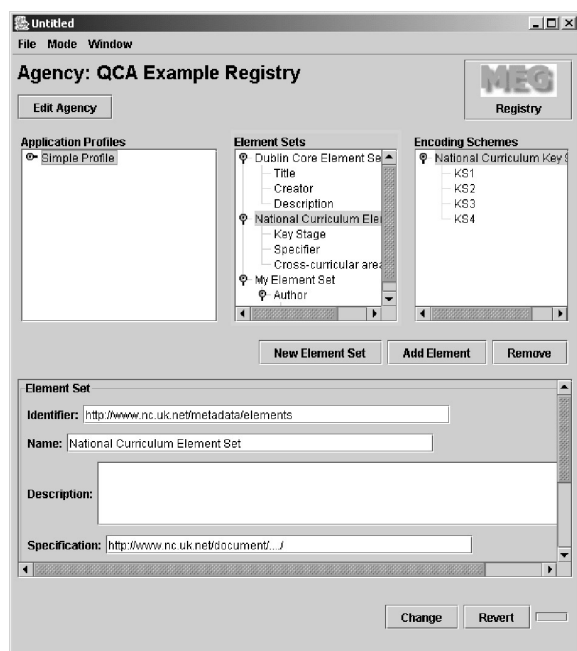 Untitled
File Mode Window
Agency: QCA Example Registry
MEG
Edit Agency
Registry
Application Profiles
Simple Profile
Element Sets
Dublin Core Element Se
Title
Creator
Description
National Curriculum Ele
Key Stage
Specifier
Cross-curricular area
My Element Set
Author
Encoding Schemes
National Curriculum Key S
KS1
KS2
KS3
KS4
New Element Set Add Element Remove
Element Set
Identifier: http://www.nc.uk.net/metadata/elements
Name: National Curriculum Element Set
Description:
Specification: http://www.nc.uk.net/document/..../
Change Revert